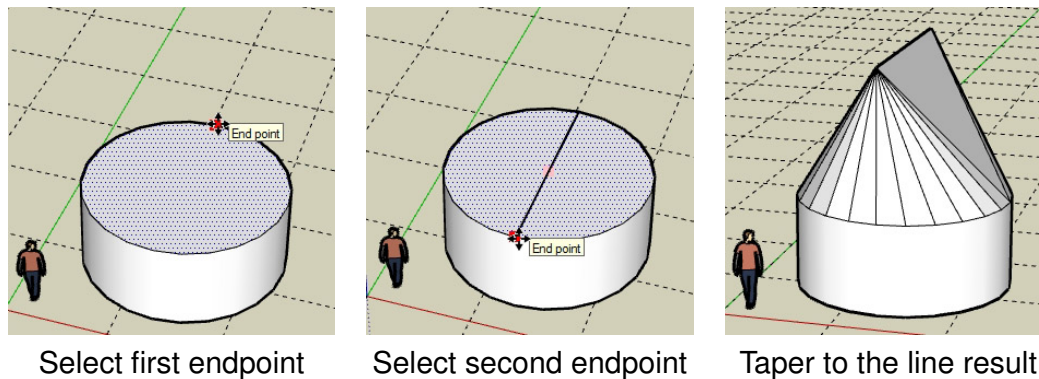 End point
End point
Select first endpoint
Select second endpoint
Taper to the line result